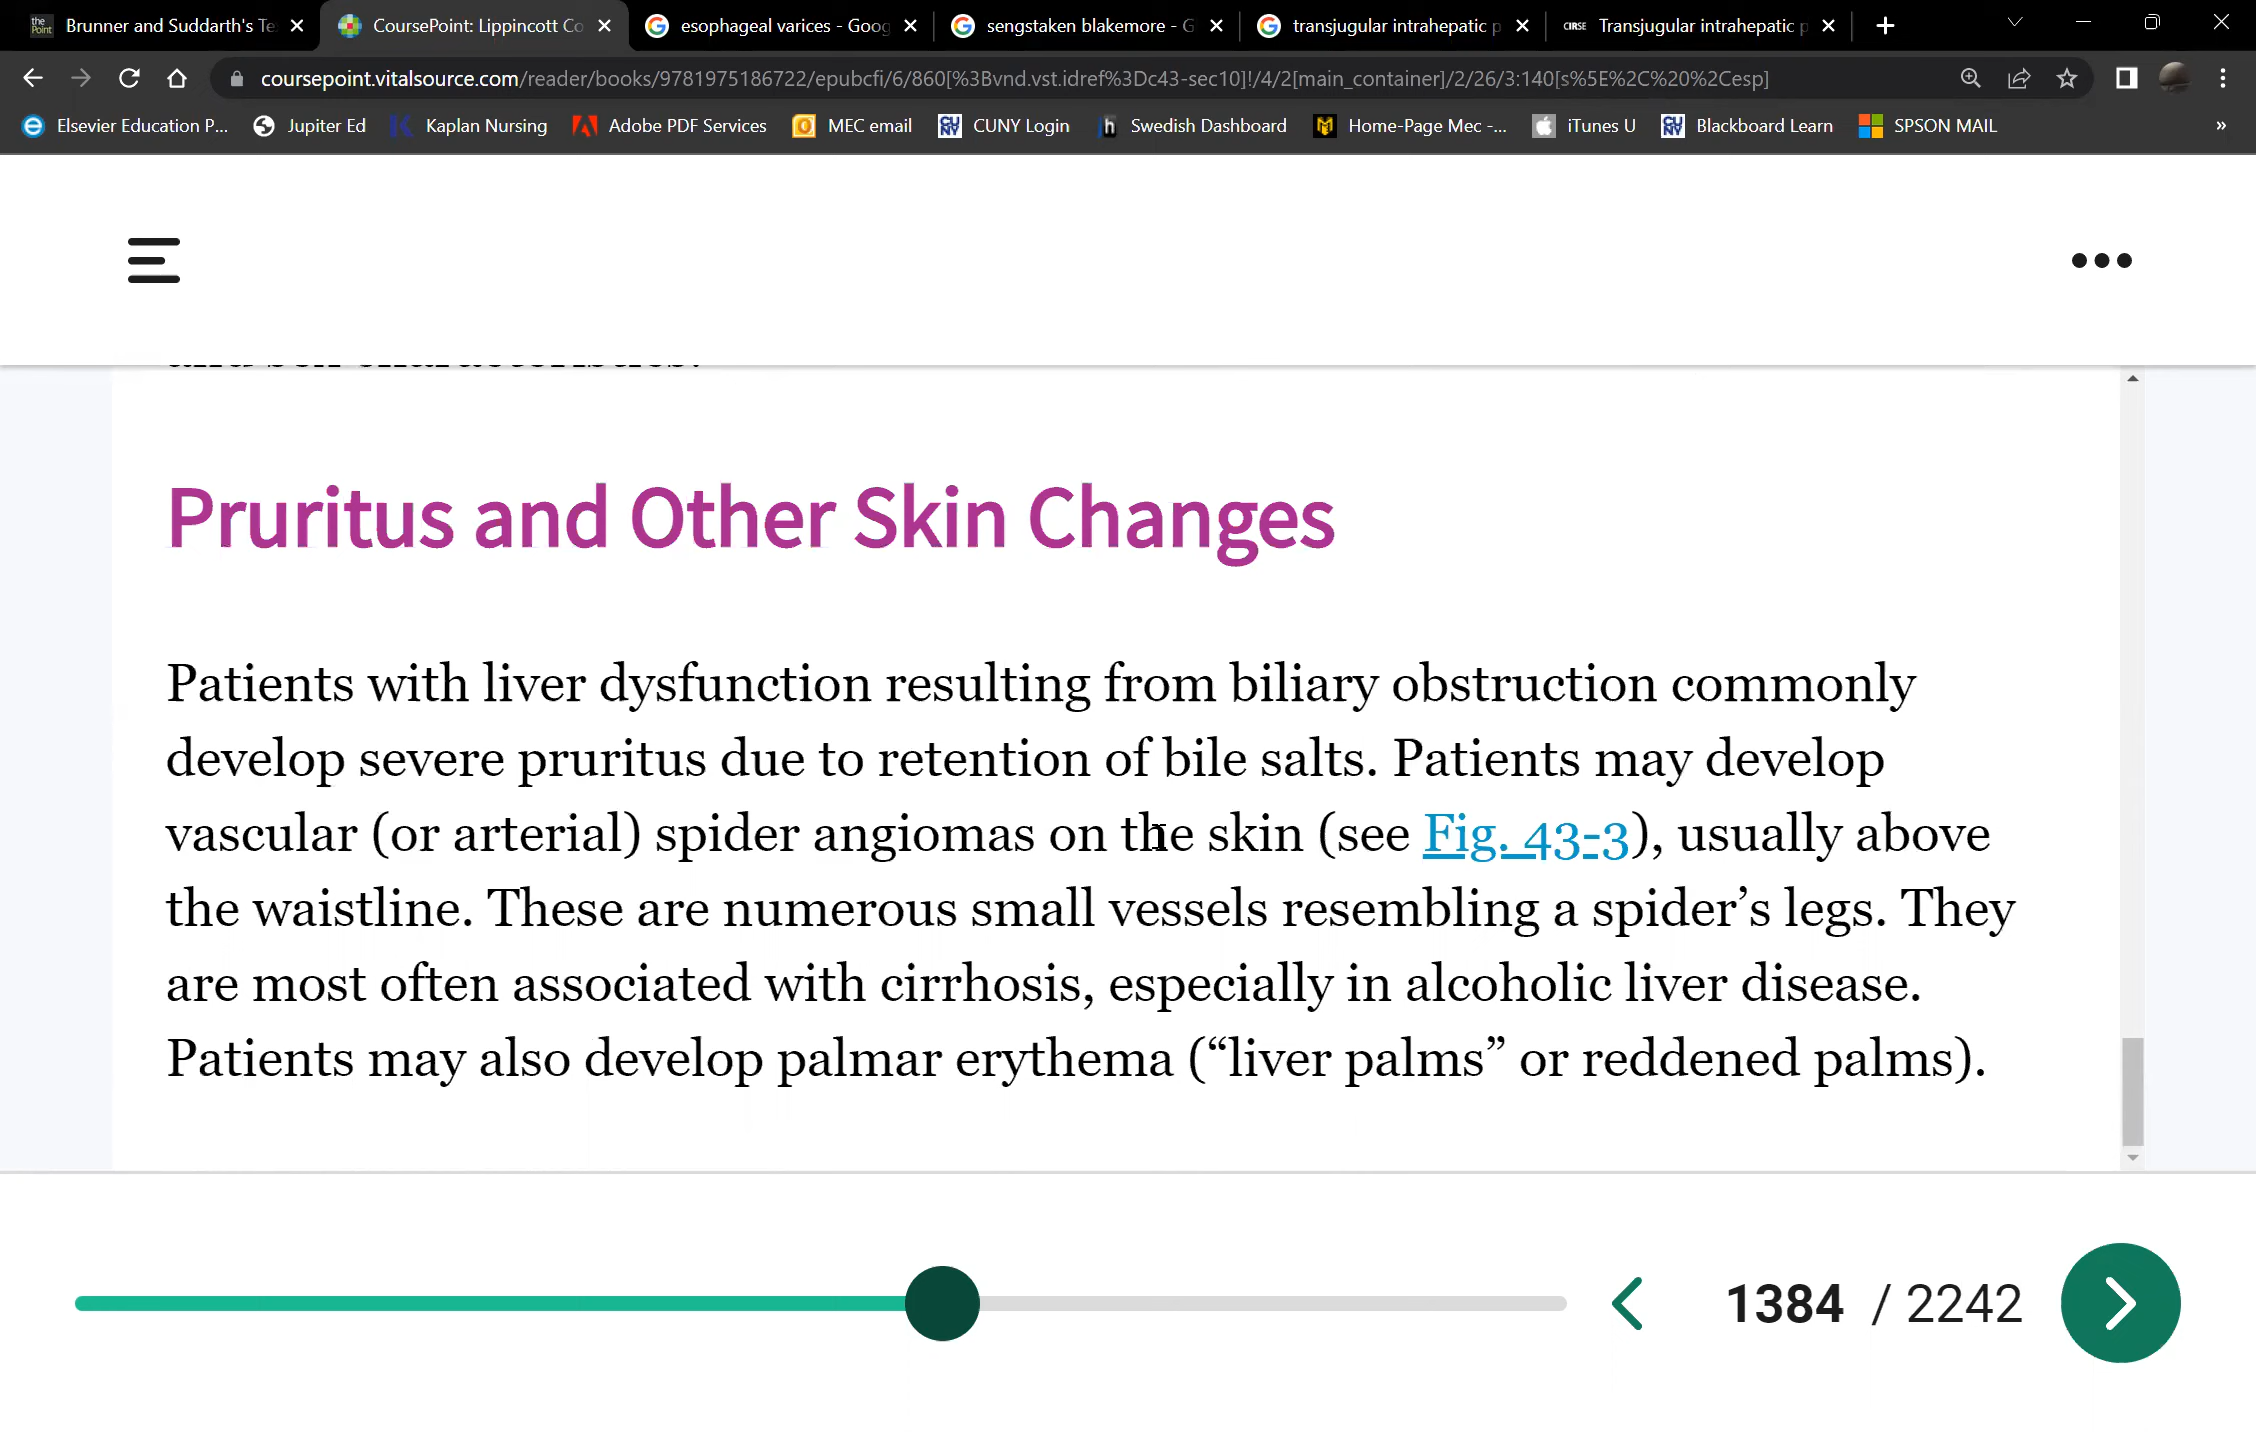 the Point Brunner and Suddarth's Te
CoursePoint: Lippincott Co
esophageal varices - Goog
sengstaken blakemore - G
transjugular intrahepatic p
CIRSE Transjugular intrahepatic p
coursepoint.vitalsource.com/reader/books/9781975186722/epubcfi/6/860[%3Bvnd.vst.idref%3Dc43-sec10]!/4/2[main_container]/2/26/3:140[s%5E%2C%20%2Cesp]
Elsevier Education P... Jupiter Ed Kaplan Nursing Adobe PDF Services MEC email CUNY Login Swedish Dashboard Home-Page Mec -... iTunes U Blackboard Learn SPSON MAIL »
Pruritus and Other Skin Changes
Patients with liver dysfunction resulting from biliary obstruction commonly
develop severe pruritus due to retention of bile salts. Patients may develop
vascular (or arterial) spider angiomas on the skin (see Fig. 43-3), usually above
the waistline. These are numerous small vessels resembling a spider’s legs. They
are most often associated with cirrhosis, especially in alcoholic liver disease.
Patients may also develop palmar erythema (“liver palms” or reddened palms).
1384 / 2242